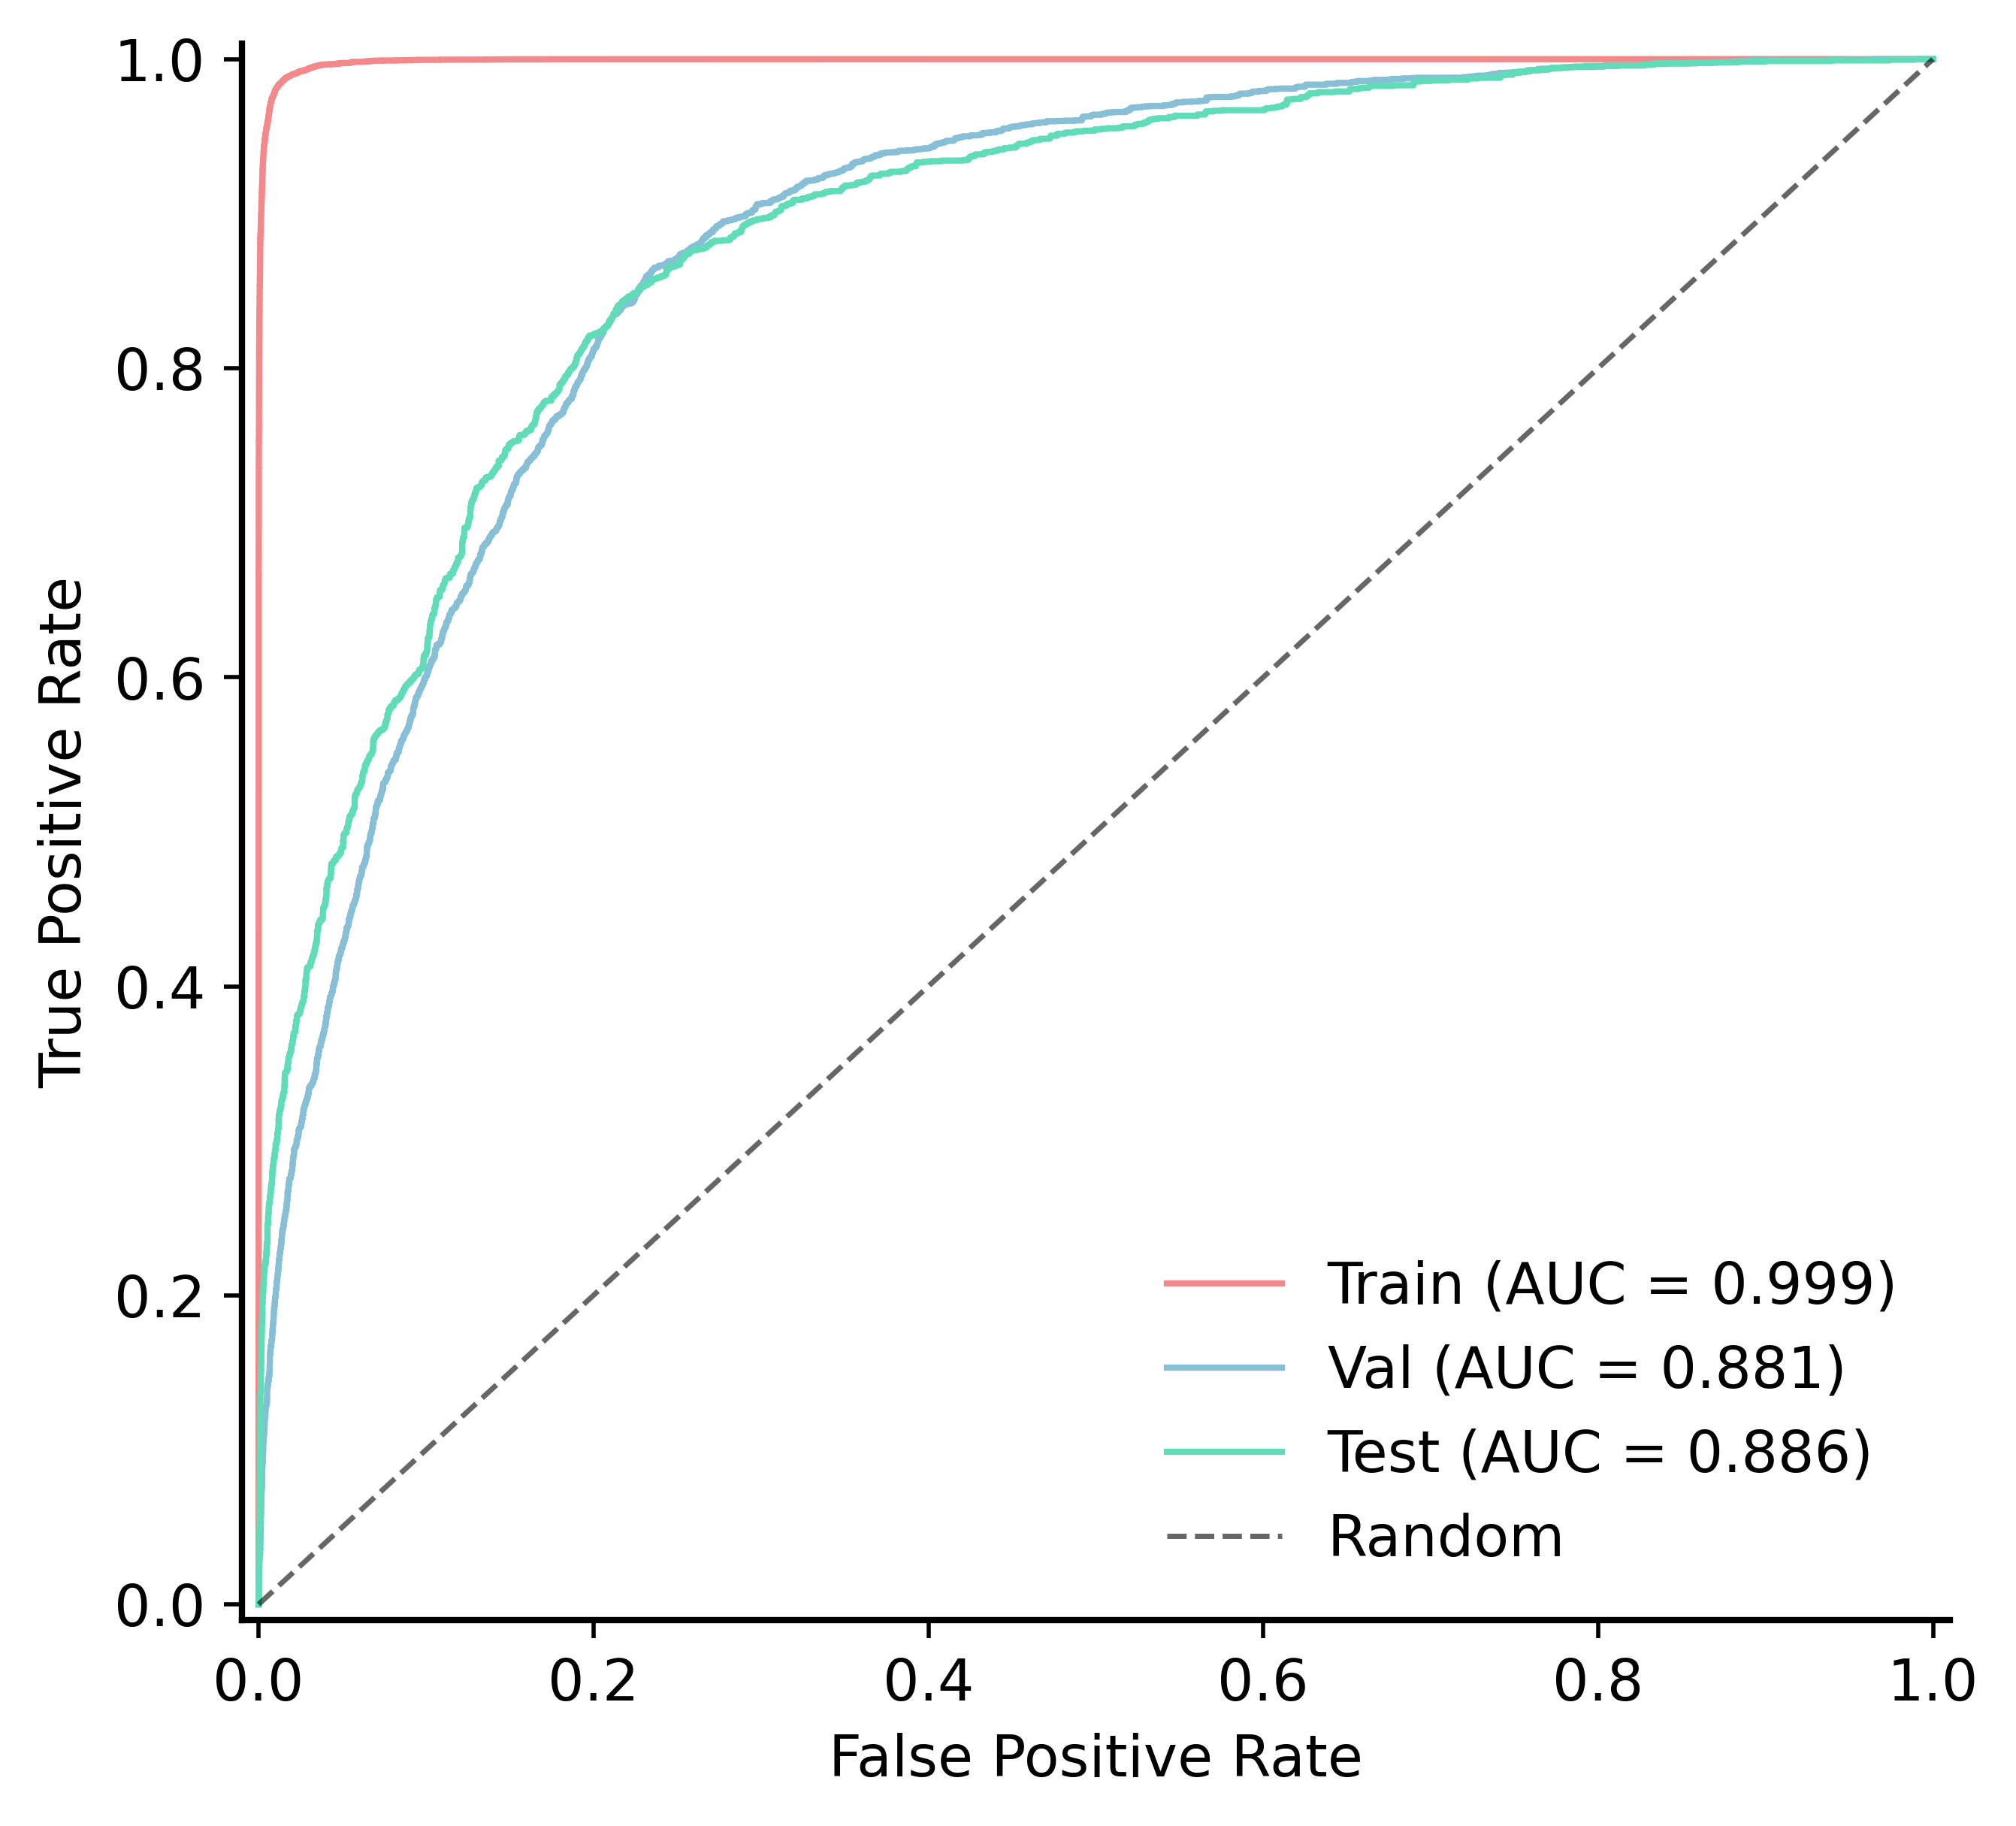 1.0
0.8
0.6
0.4
0.2
0.0
True Positive Rate
Train (AUC = 0.999)
Val (AUC = 0.881)
Test (AUC = 0.886)
Random
0.0 0.2 0.4 0.6 0.8 1.0
False Positive Rate